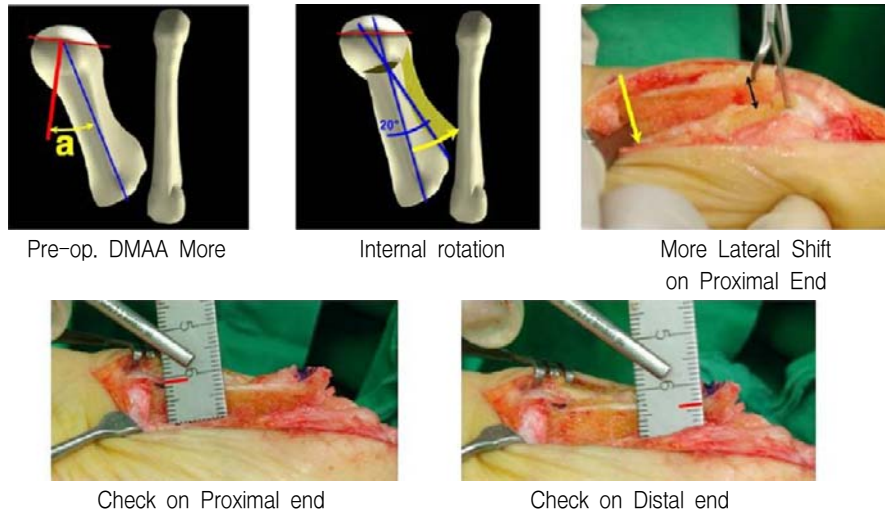 a
20°
Pre-op. DMAA More
Internal rotation
More Lateral Shift
on Proximal End
5
6
5
6
Check on Proximal end
Check on Distal end